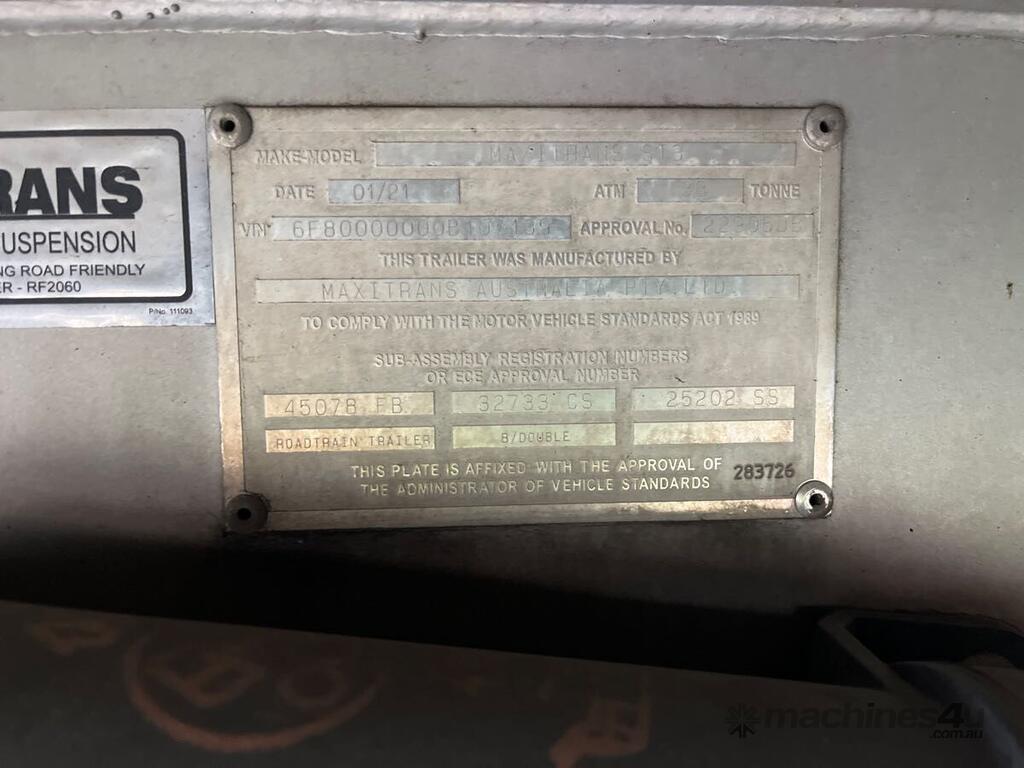 RANS
USPENSION
NG ROAD FRIENDLY
ER - RF2060
P/No. 111093
MAKE-MODEL MAXITRANS ST3
DATE 01/21 ATM TONNE
VIN APPROVAL No.
THIS TRAILER WAS MANUFACTURED BY
MAXITRANS AUSTRALIA PTY LTD
TO COMPLY WITH THE MOTOR VEHICLE STANDARDS ACT 1989
SUB-ASSEMBLY REGISTRATION NUMBERS
OR ECE APPROVAL NUMBER
45078 FB 32733 CS 25202 SS
ROADTRAIN TRAILER B/DOUBLE
THIS PLATE IS AFFIXED WITH THE APPROVAL OF
THE ADMINISTRATOR OF VEHICLE STANDARDS 283726
machines4u
.com.au